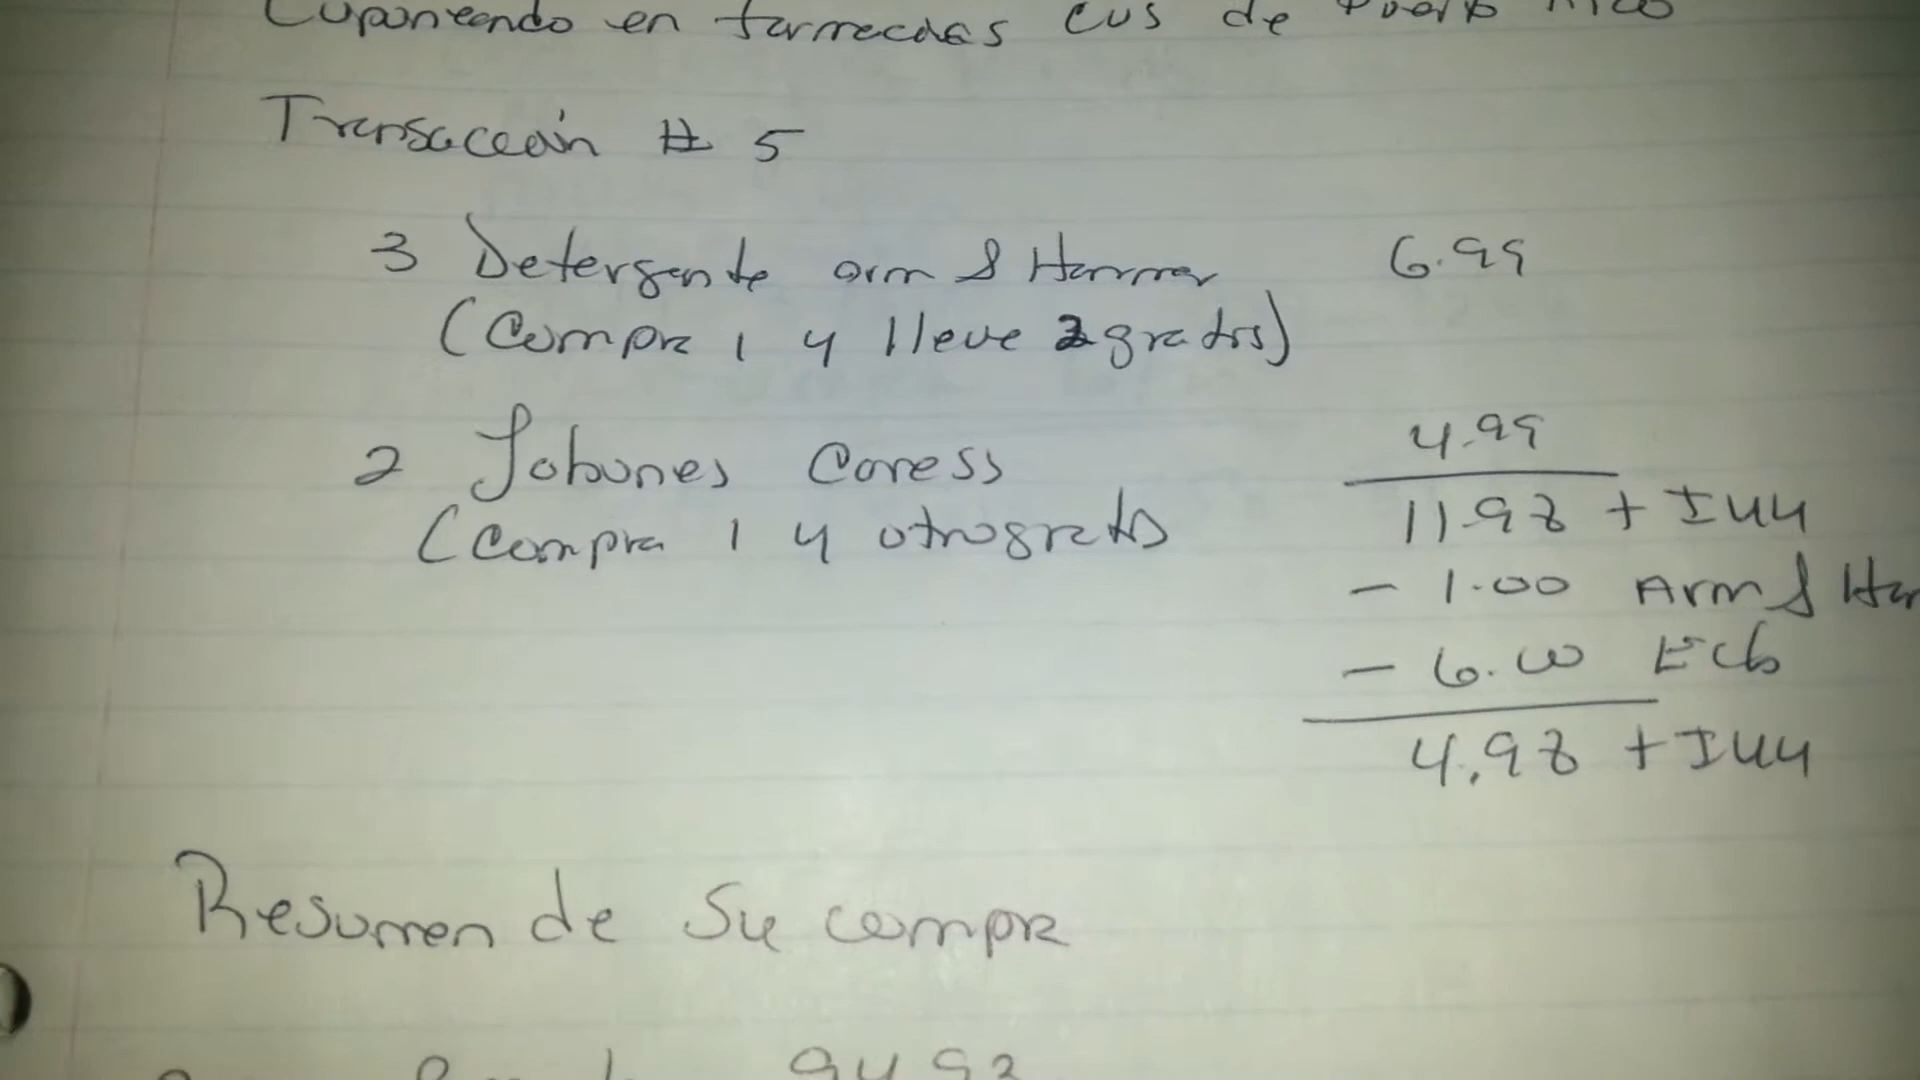 Cuponeando en farmacias CVS de Puerto Rico
Transacción # 5
3 Detergente arm & Hammer 6.99
(Compra 1 y lleve 2 gratis)
2 Jabones Caress 4.99
(Compra 1 y otro gratis 11.98 + IVU
- 1.00 Arm & Ham
- 6.00 Ecb
4.98 + IVU
Resumen de Su compra